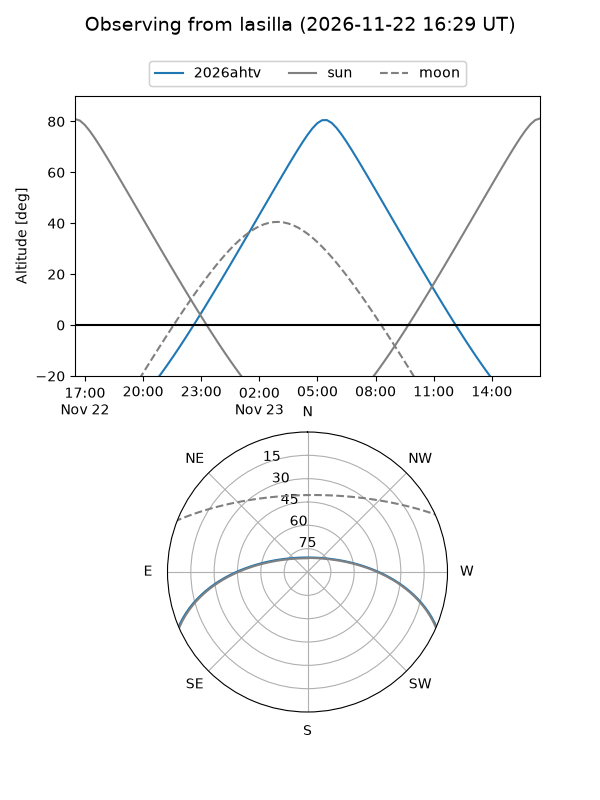 Observing from lasilla (2026-11-22 16:29 UT)
2026ahtv sun moon
Altitude [deg]
80
60
40
20
0
−20
17:00 20:00 23:00 02:00 05:00 08:00 11:00 14:00
Nov 22 Nov 23
N
NE NW
15
30
45
60
75
E W
SE SW
S